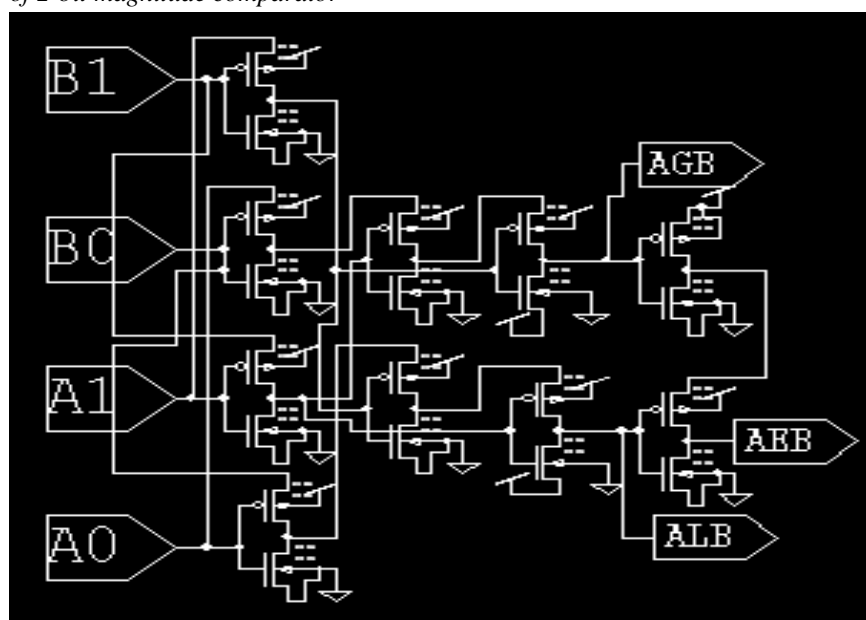 of 2-bit magnitude comparator
B1
AGB
B0
A1
AEB
A0
ALB